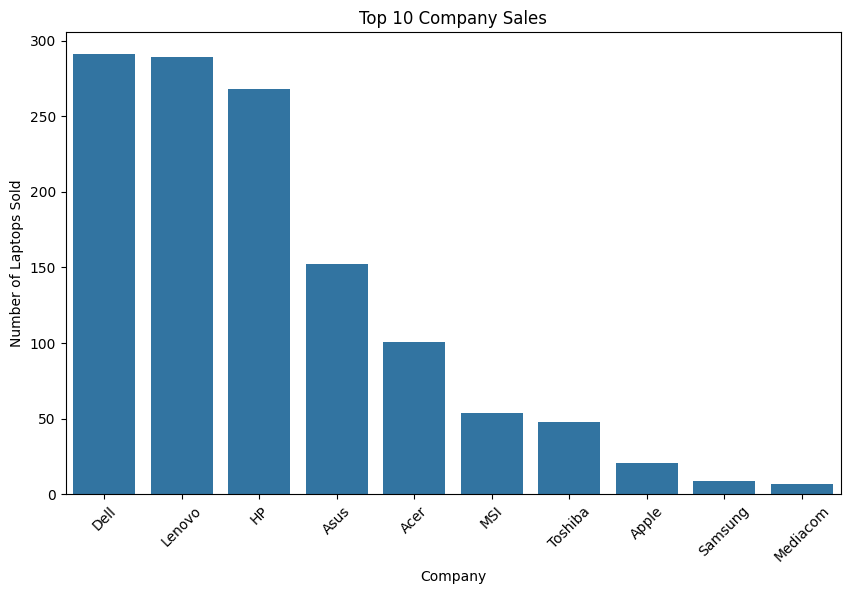 Top 10 Company Sales
Number of Laptops Sold
300
250
200
150
100
50
0
Dell
Lenovo
HP
Asus
Acer
MSI
Toshiba
Apple
Samsung
Mediacom
Company